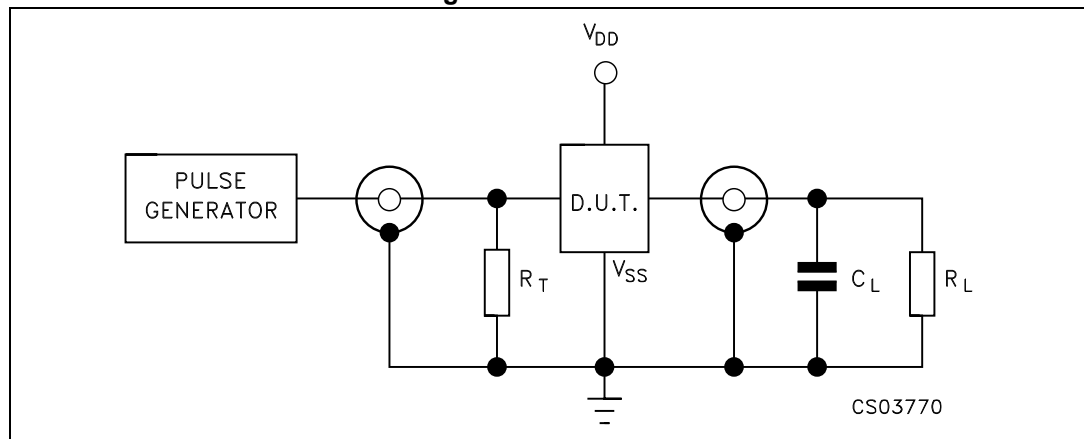 V_DD
PULSE
GENERATOR
D.U.T.
V_SS
R_T
C_L
R_L
CS03770